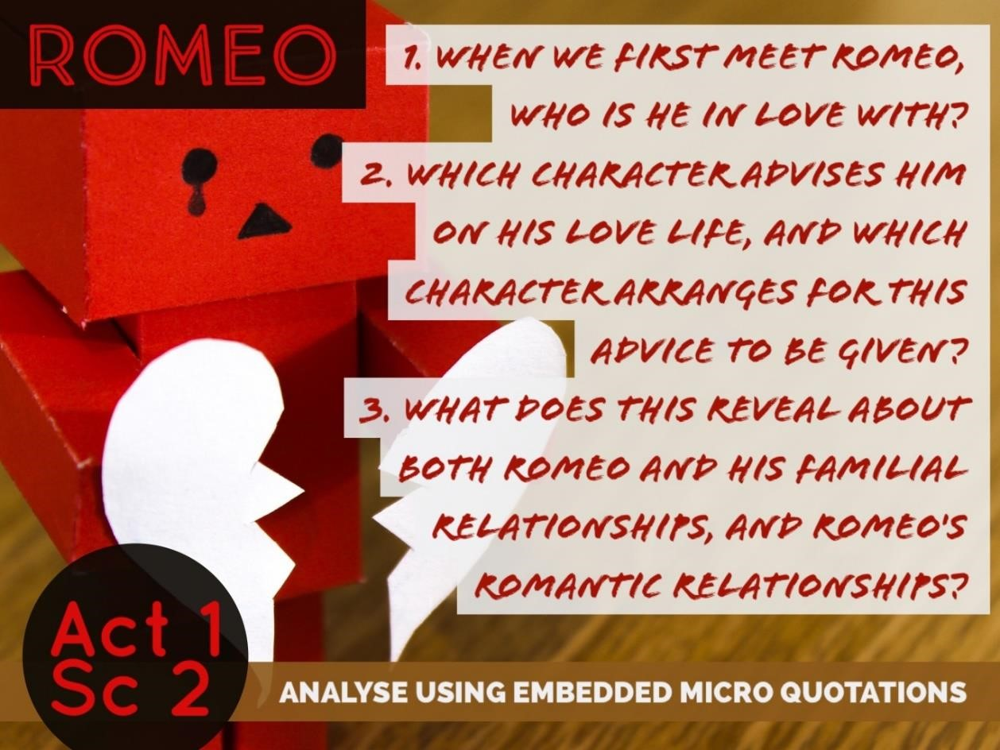 ROMEO
1. WHEN WE FIRST MEET ROMEO,
WHO IS HE IN LOVE WITH?
2. WHICH CHARACTER ADVISES HIM
ON HIS LOVE LIFE, AND WHICH
CHARACTER ARRANGES FOR THIS
ADVICE TO BE GIVEN?
3. WHAT DOES THIS REVEAL ABOUT
BOTH ROMEO AND HIS FAMILIAL
RELATIONSHIPS, AND ROMEO'S
ROMANTIC RELATIONSHIPS?
Act 1
Sc 2
ANALYSE USING EMBEDDED MICRO QUOTATIONS